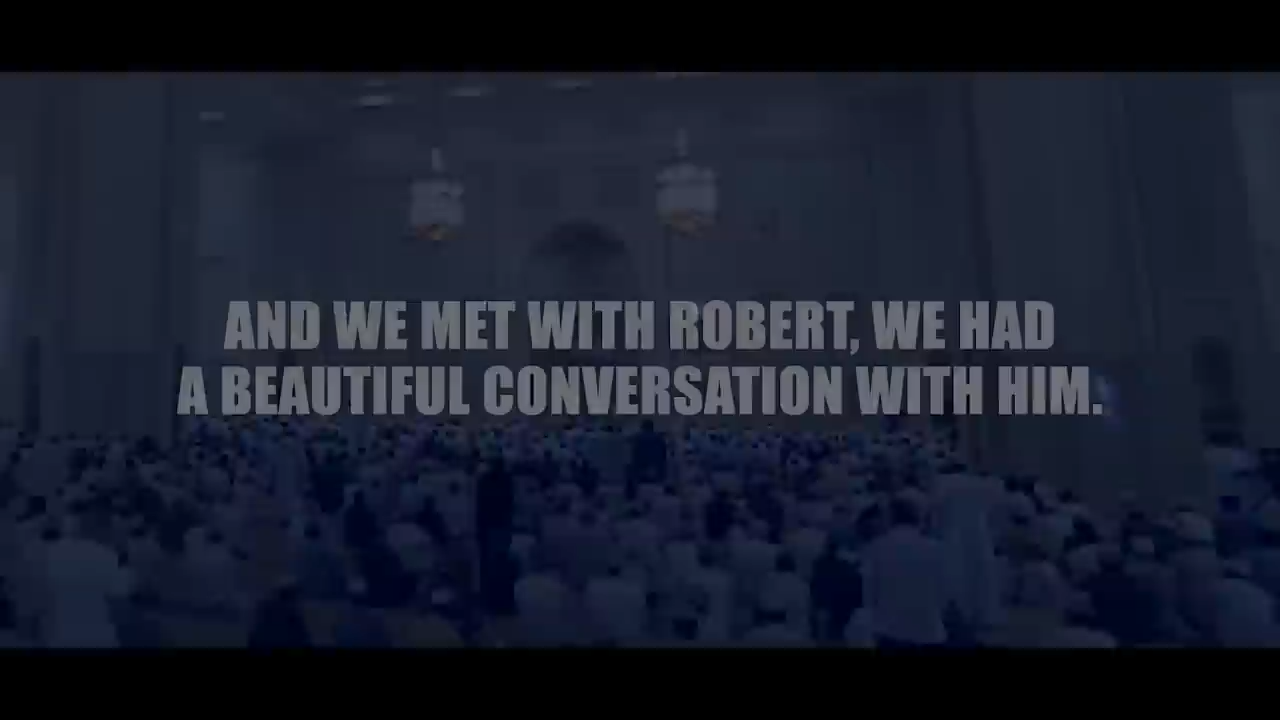 AND WE MET WITH ROBERT, WE HAD
A BEAUTIFUL CONVERSATION WITH HIM.